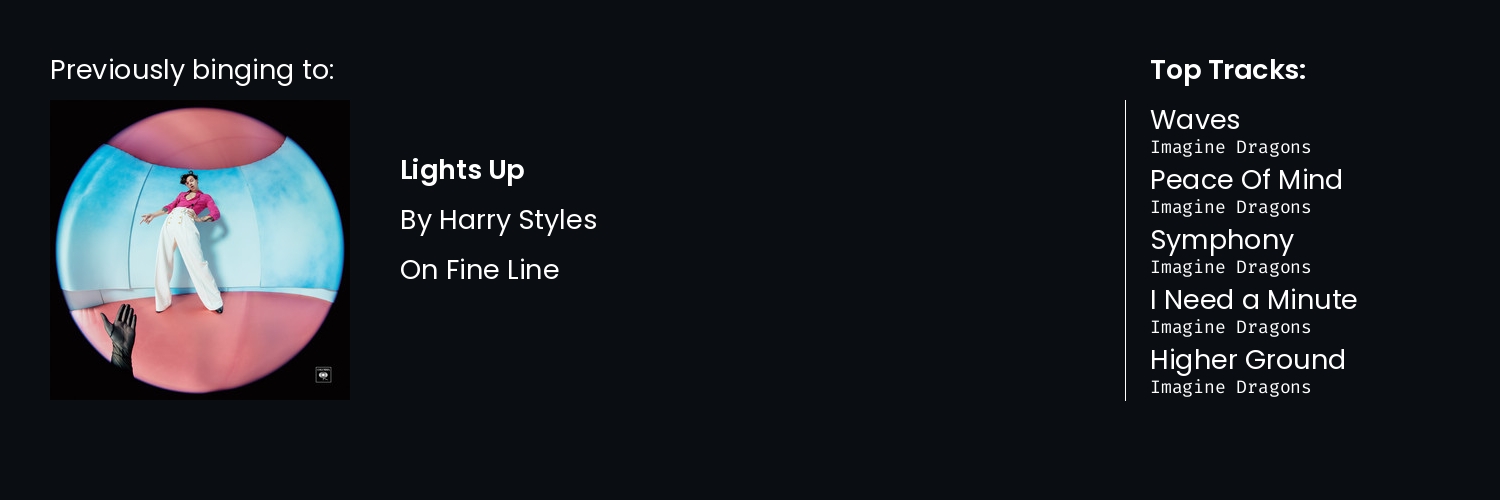 Previously binging to:
Lights Up
By Harry Styles
On Fine Line
Top Tracks:
Waves
Imagine Dragons
Peace Of Mind
Imagine Dragons
Symphony
Imagine Dragons
I Need a Minute
Imagine Dragons
Higher Ground
Imagine Dragons